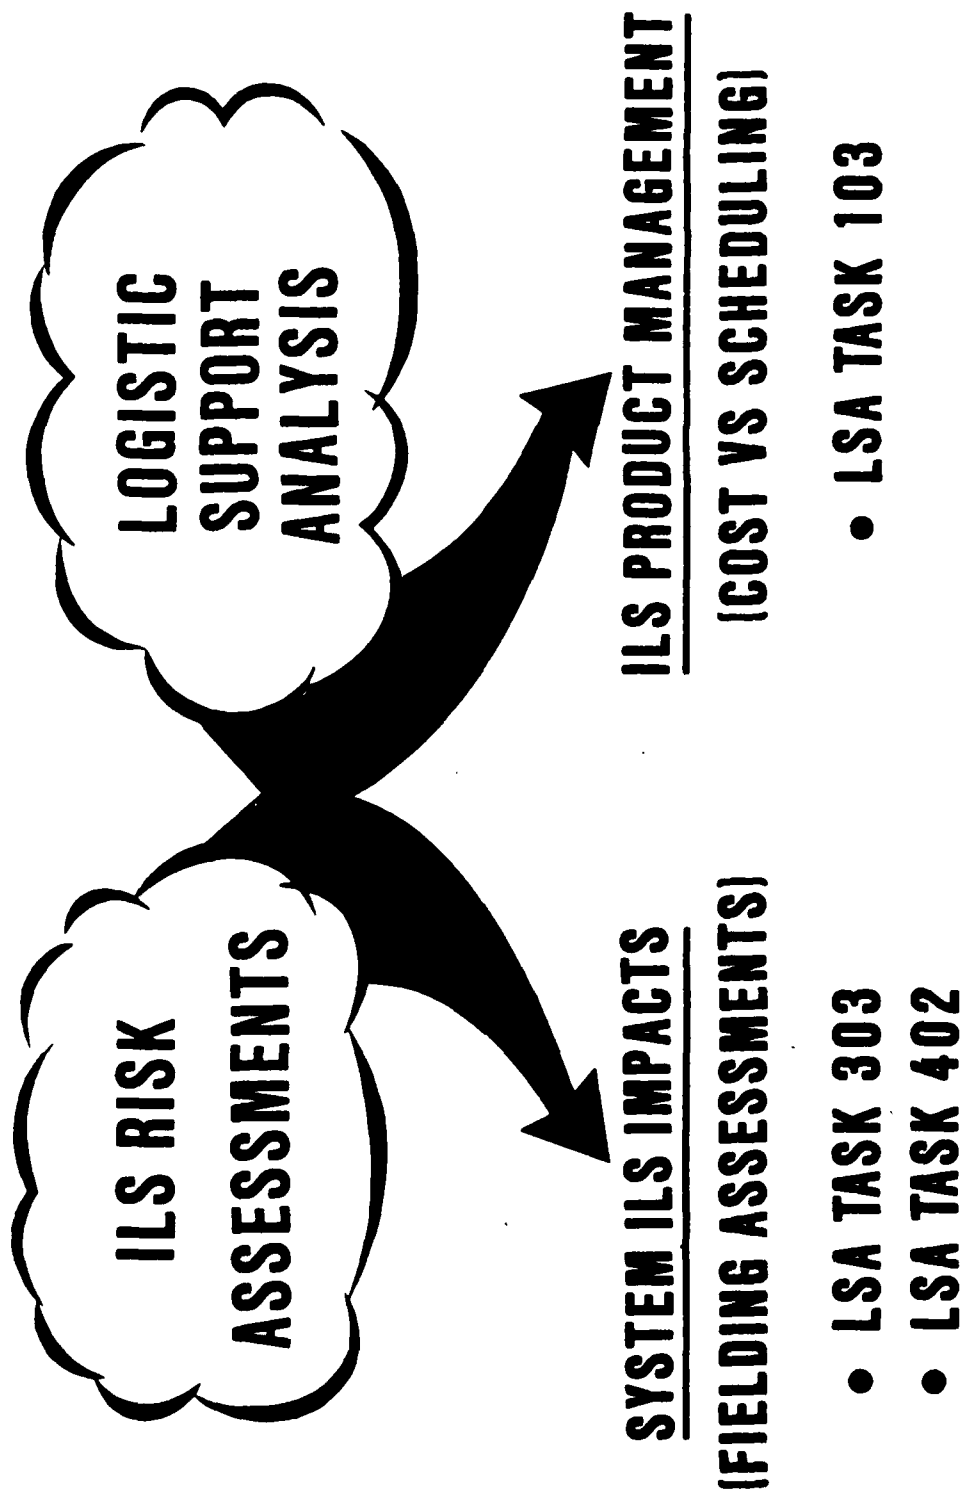 ILS RISK
ASSESSMENTS
LOGISTIC
SUPPORT
ANALYSIS
SYSTEM ILS IMPACTS
(FIELDING ASSESSMENTS)
• LSA TASK 303
• LSA TASK 402
ILS PRODUCT MANAGEMENT
(COST VS SCHEDULING)
• LSA TASK 103